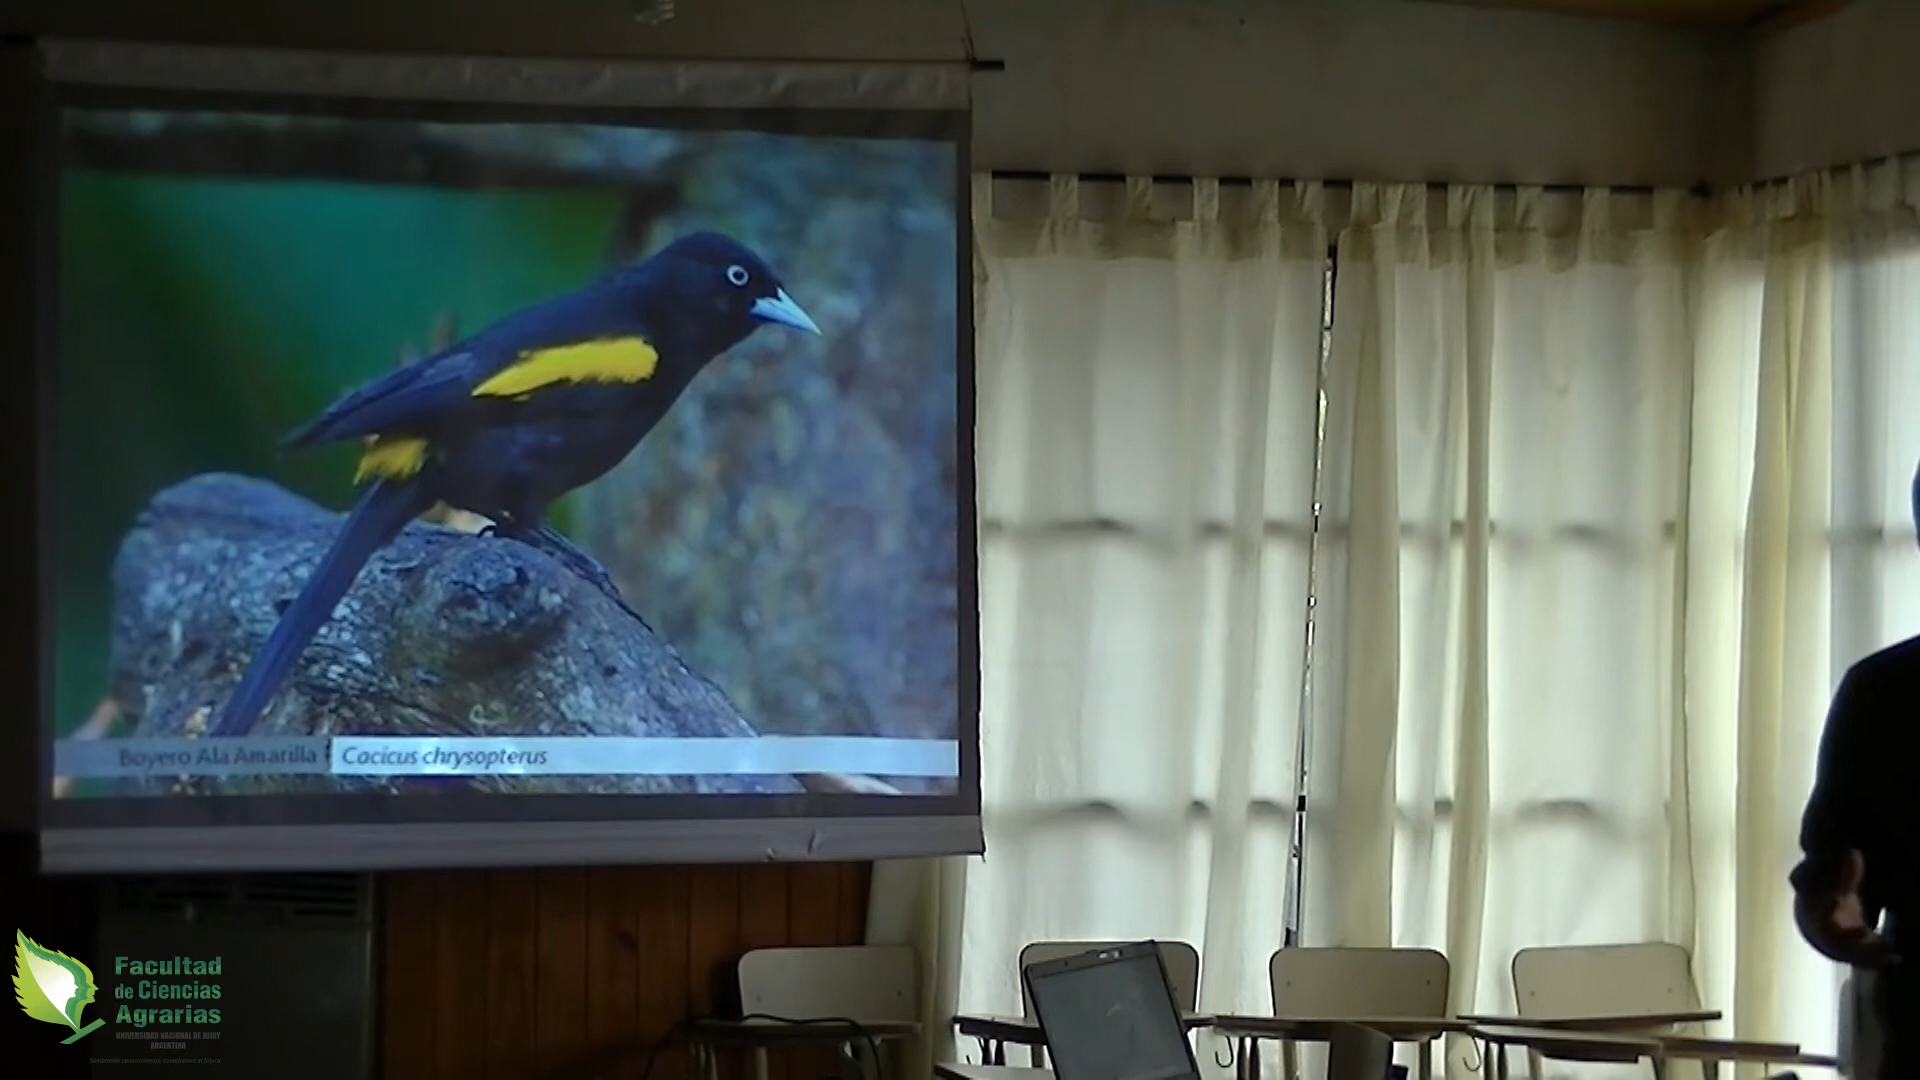 Boyero Ala Amarilla
Cacicus chrysopterus
Facultad
de Ciencias
Agrarias
UNIVERSIDAD NACIONAL DE JUJUY
ARGENTINA